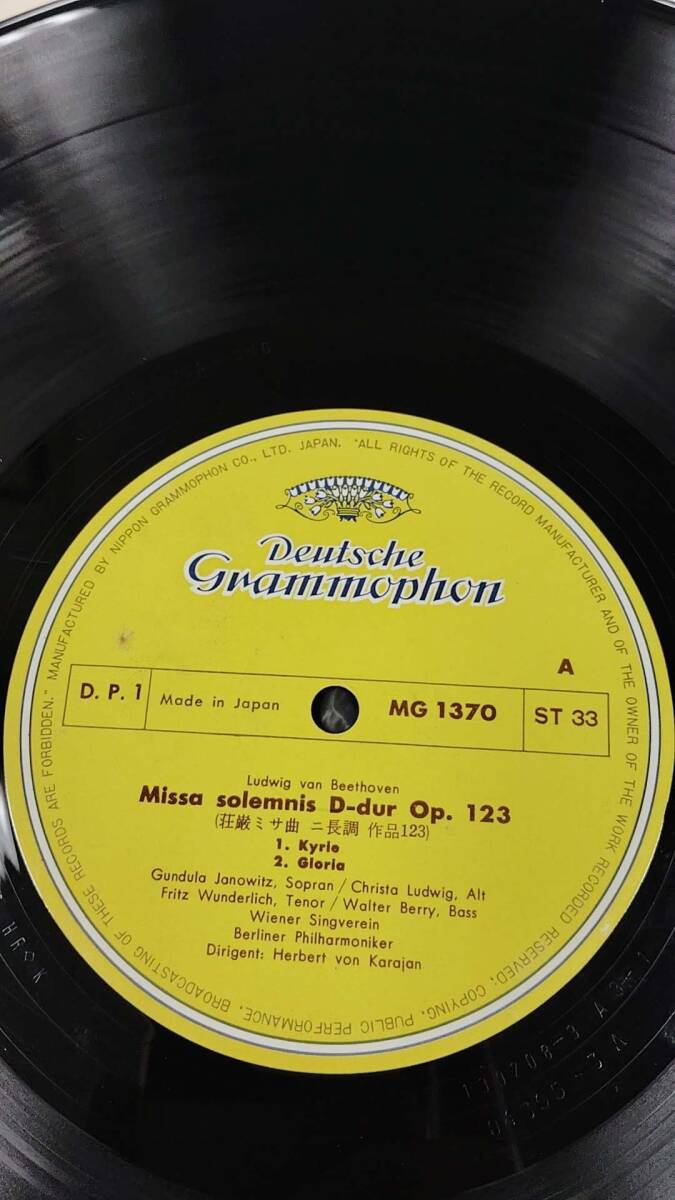 MANUFACTURED BY NIPPON GRAMMOPHON CO., LTD. JAPAN. "ALL RIGHTS OF THE RECORD MANUFACTURER AND OF THE OWNER OF THE WORK RECORDED RESERVED; COPYING, PUBLIC PERFORMANCE, BROADCASTING OF THESE RECORDS ARE FORBIDDEN."
Deutsche
Grammophon
A
D. P. 1 Made in Japan MG 1370 ST 33
Ludwig van Beethoven
Missa solemnis D-dur Op. 123
(荘厳ミサ曲 ニ長調 作品123)
1. Kyrie
2. Gloria
Gundula Janowitz, Sopran / Christa Ludwig, Alt
Fritz Wunderlich, Tenor / Walter Berry, Bass
Wiener Singverein
Berliner Philharmoniker
Dirigent: Herbert von Karajan